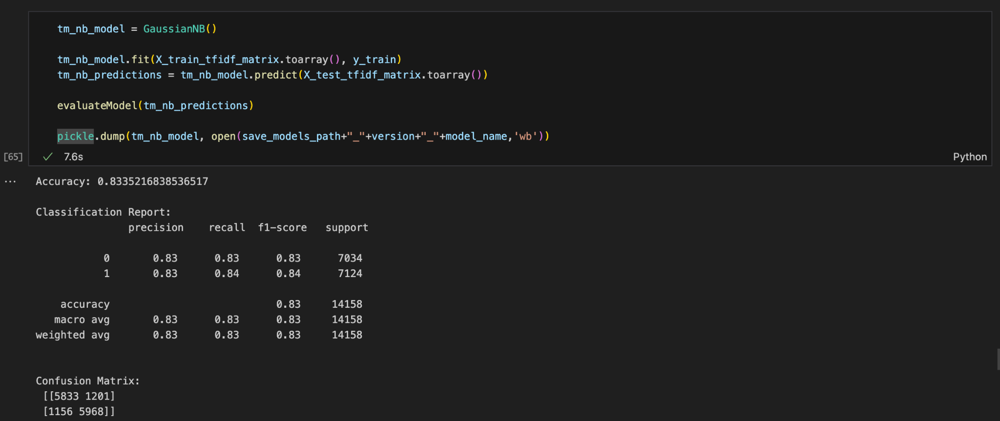 tm_nb_model = GaussianNB()
tm_nb_model.fit(X_train_tfidf_matrix.toarray(), y_train)
tm_nb_predictions = tm_nb_model.predict(X_test_tfidf_matrix.toarray())
evaluateModel(tm_nb_predictions)
pickle.dump(tm_nb_model, open(save_models_path+"_"+version+"_"+model_name,'wb'))
[65] ✓ 7.6s Python
... Accuracy: 0.8335216838536517
Classification Report:
precision recall f1-score support
0 0.83 0.83 0.83 7034
1 0.83 0.84 0.84 7124
accuracy 0.83 14158
macro avg 0.83 0.83 0.83 14158
weighted avg 0.83 0.83 0.83 14158
Confusion Matrix:
[[5833 1201]
[1156 5968]]